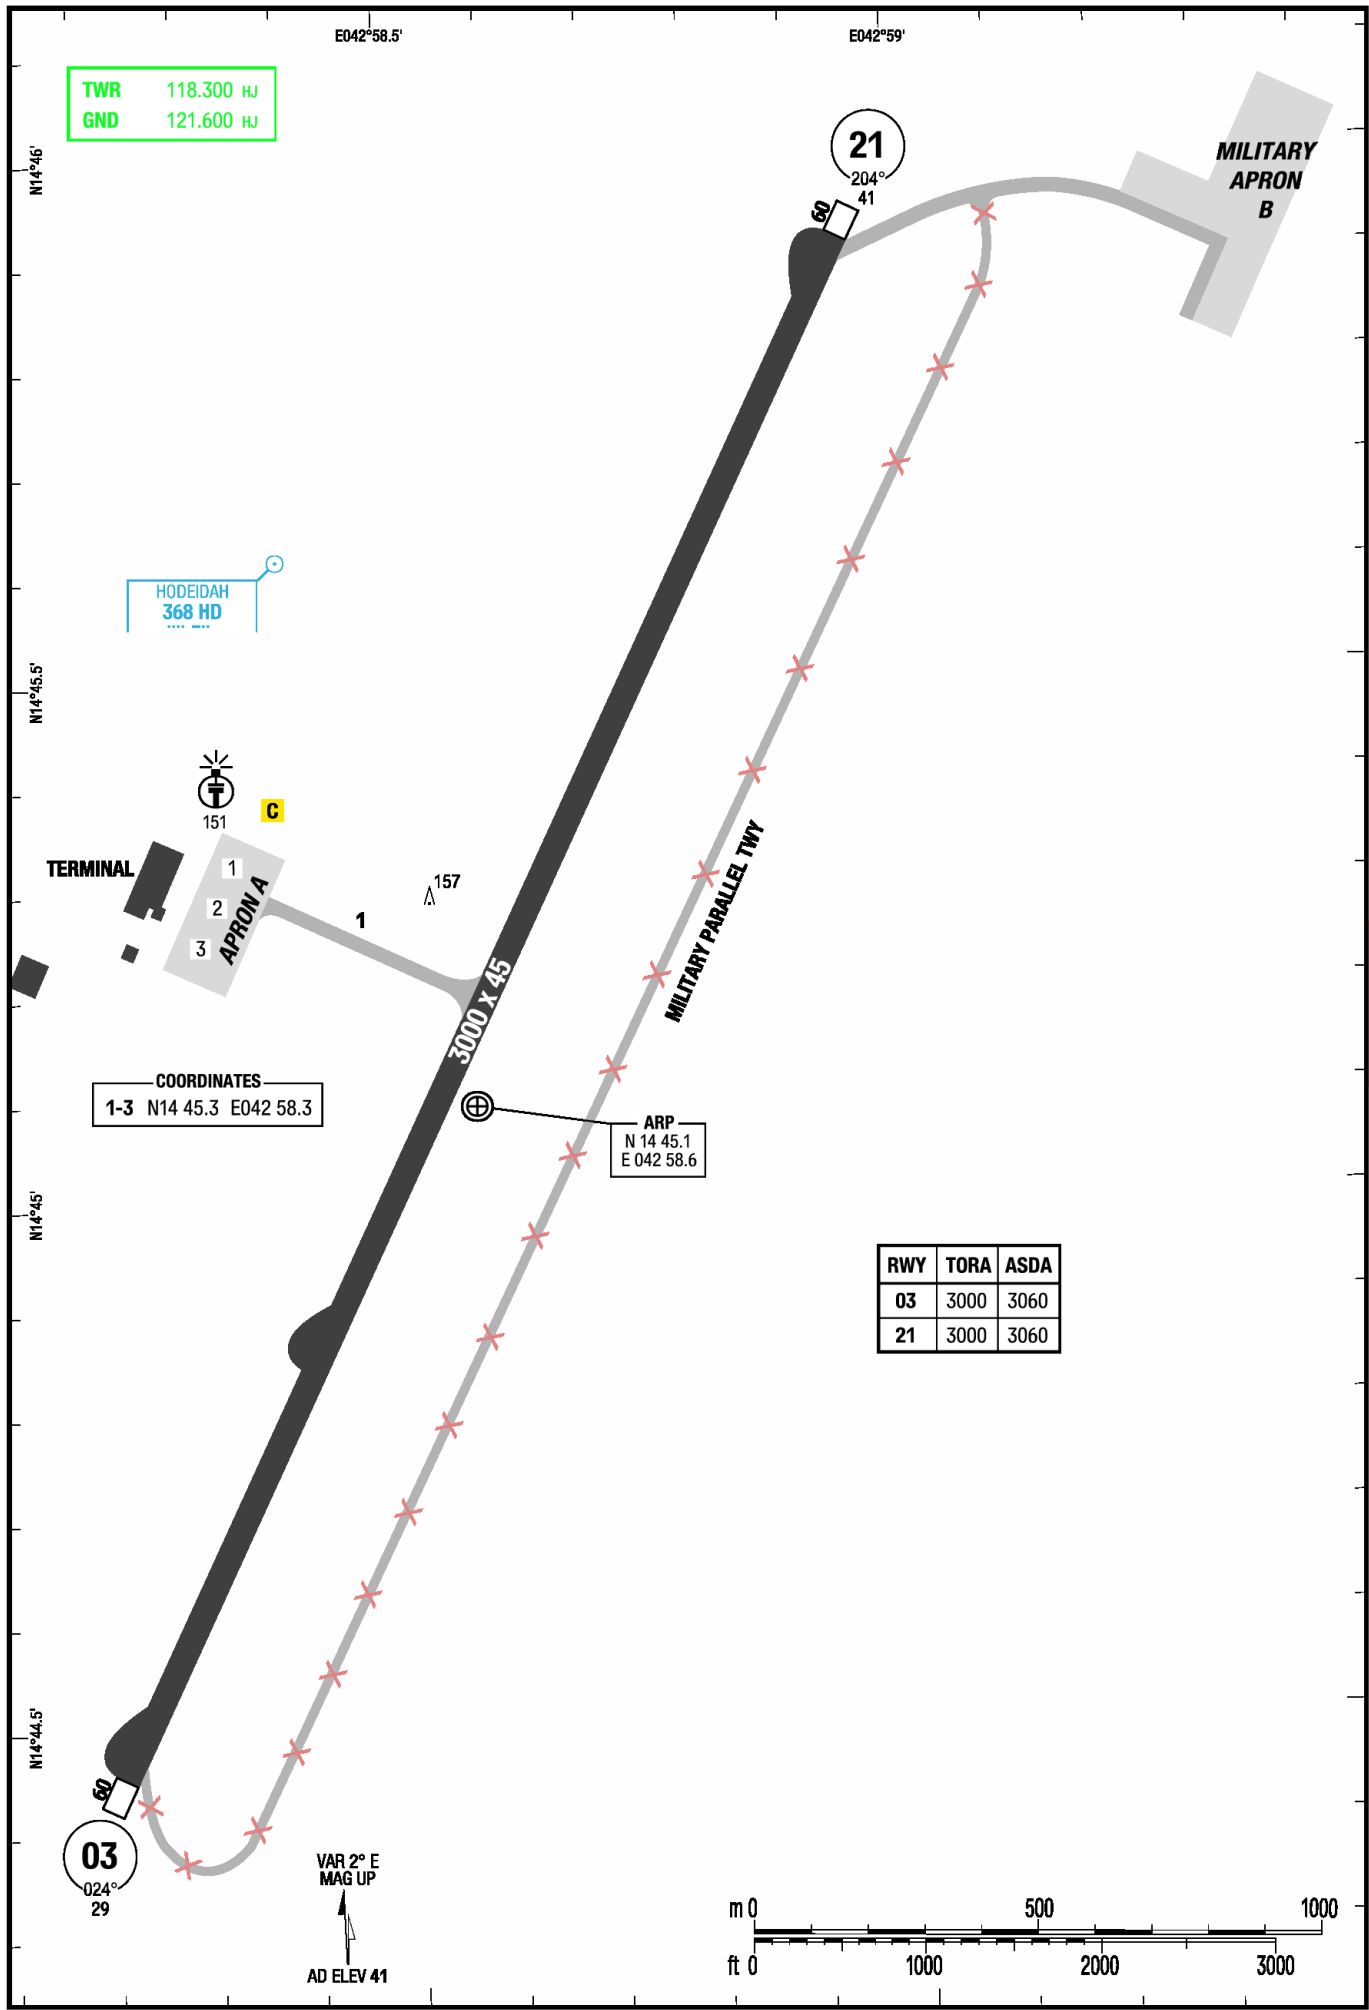 E042°58.5'
E042°59'
TWR 118.300 HJ
GND 121.600 HJ
N14°46'
21
204°
41
60
MILITARY
APRON
B
HODEIDAH
368 HD
N14°45.5'
151
C
TERMINAL
1
2
3
APRON A
1
157
MILITARY PARALLEL TWY
3000 x 45
COORDINATES
1-3 N14 45.3 E042 58.3
ARP
N 14 45.1
E 042 58.6
N14°45'
RWY TORA ASDA
03 3000 3060
21 3000 3060
N14°44.5'
60
03
024°
29
VAR 2° E
MAG UP
AD ELEV 41
m 0 500 1000
ft 0 1000 2000 3000